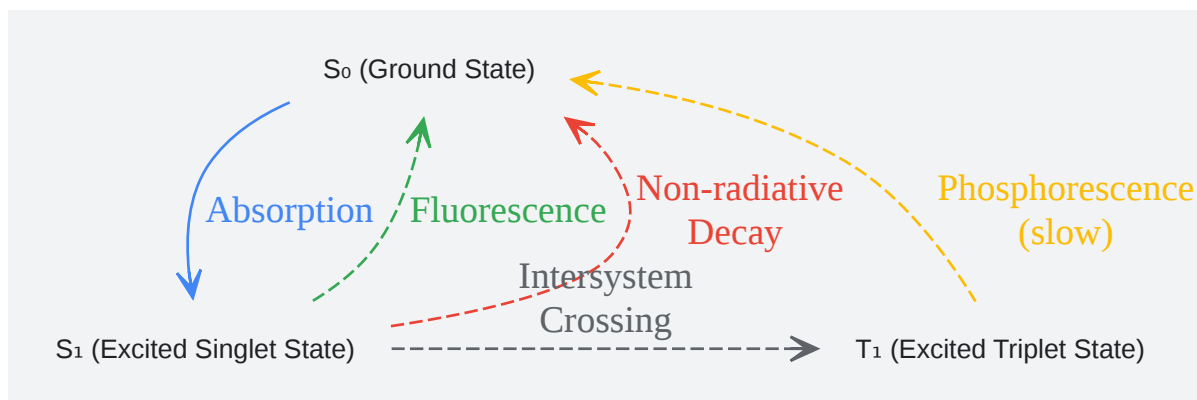 S₀ (Ground State)
Absorption
Fluorescence
Non-radiative
Decay
Phosphorescence
(slow)
Intersystem
Crossing
S₁ (Excited Singlet State)
T₁ (Excited Triplet State)